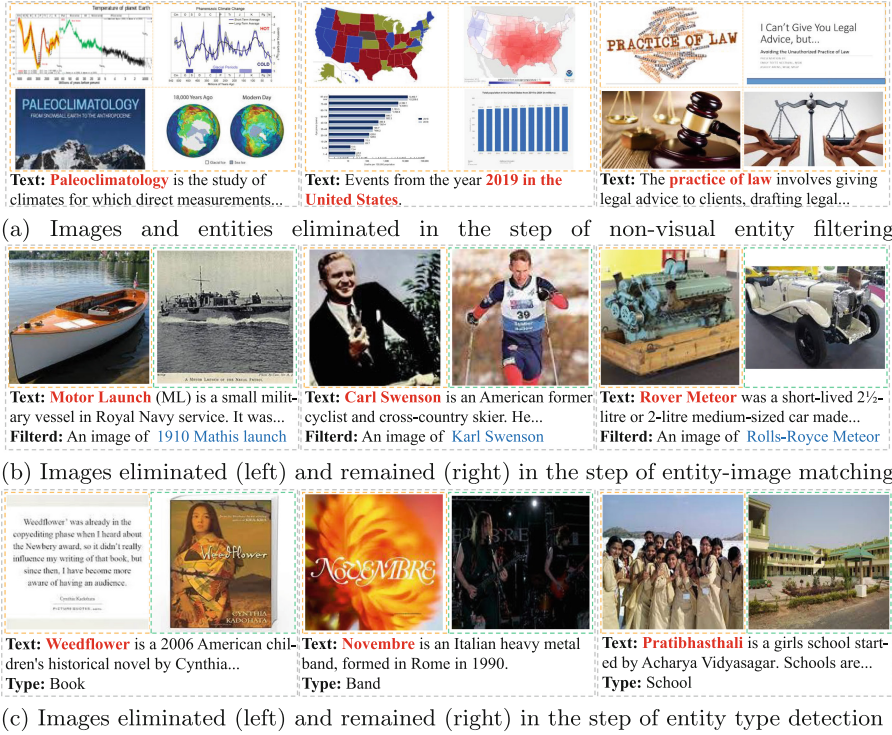 Temperature of planet Earth
Phanerozoic Climate Change
HOT
COLD
PALEOCLIMATOLOGY
FROM SNOWBALL EARTH TO THE ANTHROPOCENE
18,000 Years Ago
Modern Day
PRACTICE OF LAW
I Can't Give You Legal
Advice, but...
Avoiding the Unauthorized Practice of Law
Text: Paleoclimatology is the study of
climates for which direct measurements...
Text: Events from the year 2019 in the
United States.
Text: The practice of law involves giving
legal advice to clients, drafting legal...
(a) Images and entities eliminated in the step of non-visual entity filtering
A MOTOR LAUNCH OF THE NAVAL PATROL
39
Text: Motor Launch (ML) is a small milit-
ary vessel in Royal Navy service. It was...
Filterd: An image of 1910 Mathis launch
Text: Carl Swenson is an American former
cyclist and cross-country skier. He...
Filterd: An image of Karl Swenson
Text: Rover Meteor was a short-lived 2½-
litre or 2-litre medium-sized car made...
Filterd: An image of Rolls-Royce Meteor
(b) Images eliminated (left) and remained (right) in the step of entity-image matching
Weedflower' was already in the
copyediting phase when I heard about
the Newbery award, so it didn't really
influence my writing of that book, but
since then, I have become more
aware of having an audience.
Cynthia Kadohata
PICTURE QUOTES
Weedflower
CYNTHIA
KADOHATA
NOVEMBRE
Text: Weedflower is a 2006 American chil-
dren's historical novel by Cynthia...
Type: Book
Text: Novembre is an Italian heavy metal
band, formed in Rome in 1990.
Type: Band
Text: Pratibhasthali is a girls school start-
ed by Acharya Vidyasagar. Schools are...
Type: School
(c) Images eliminated (left) and remained (right) in the step of entity type detection